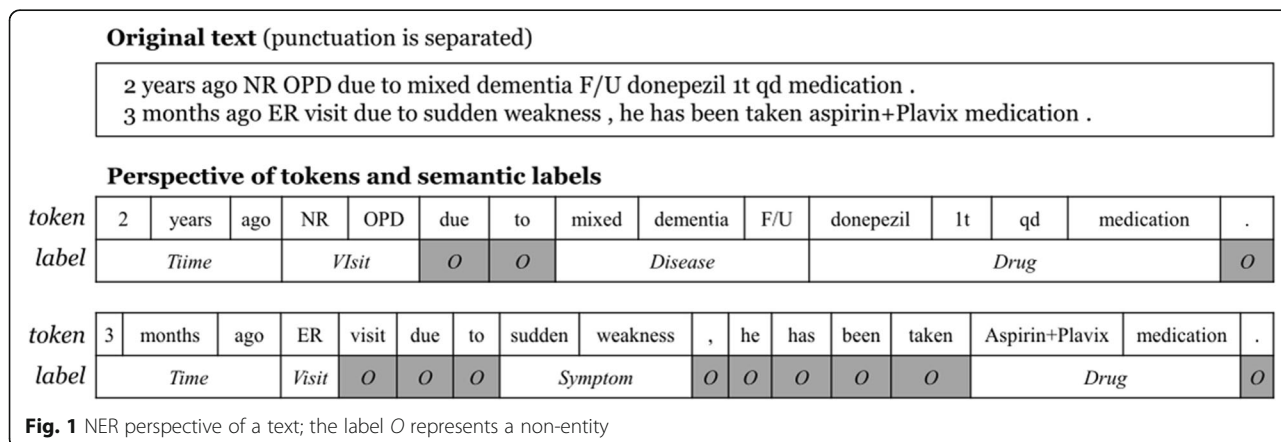 Original text (punctuation is separated)
2 years ago NR OPD due to mixed dementia F/U donepezil 1t qd medication .
3 months ago ER visit due to sudden weakness , he has been taken aspirin+Plavix medication .
Perspective of tokens and semantic labels
token 2 years ago NR OPD due to mixed dementia F/U donepezil 1t qd medication .
label Tiime VIsit O O Disease Drug O
token 3 months ago ER visit due to sudden weakness , he has been taken Aspirin+Plavix medication .
label Time Visit O O O Symptom O O O O O Drug O
Fig. 1 NER perspective of a text; the label O represents a non-entity